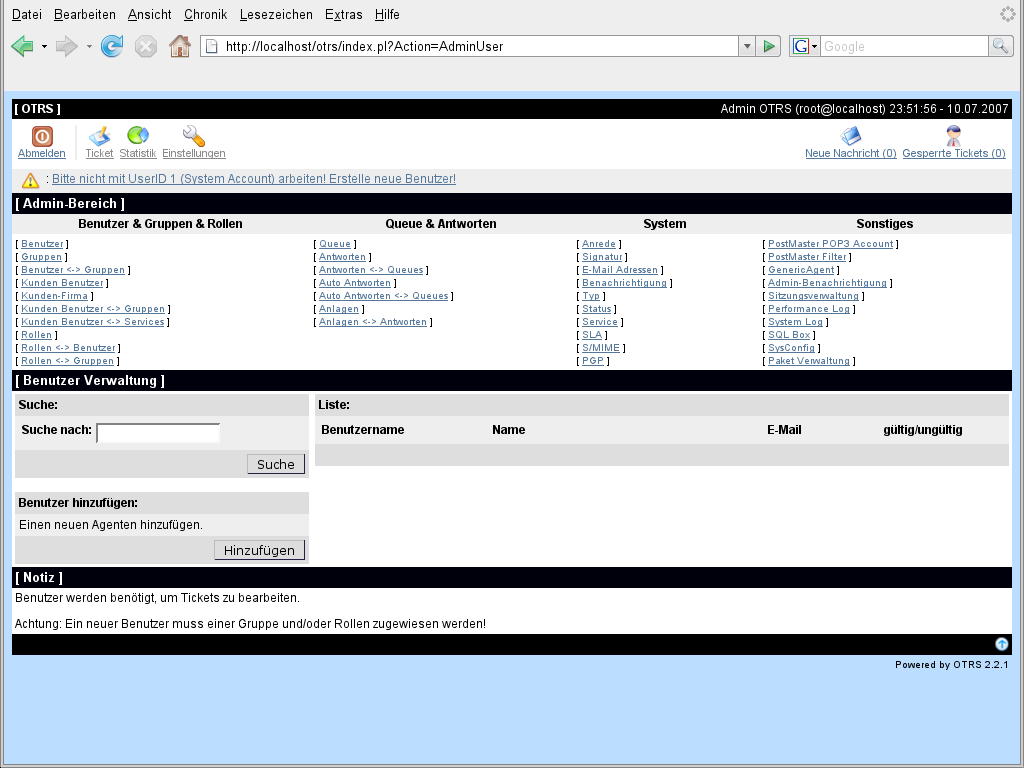 Datei Bearbeiten Ansicht Chronik Lesezeichen Extras Hilfe
http://localhost/otrs/index.pl?Action=AdminUser
G Google
[ OTRS ] Admin OTRS (root@localhost) 23:51:56 - 10.07.2007
Abmelden Ticket Statistik Einstellungen Neue Nachricht (0) Gesperrte Tickets (0)
: Bitte nicht mit UserID 1 (System Account) arbeiten! Erstelle neue Benutzer!
[ Admin-Bereich ]
Benutzer & Gruppen & Rollen Queue & Antworten System Sonstiges
[ Benutzer ] [ Queue ] [ Anrede ] [ PostMaster POP3 Account ]
[ Gruppen ] [ Antworten ] [ Signatur ] [ PostMaster Filter ]
[ Benutzer <-> Gruppen ] [ Antworten <-> Queues ] [ E-Mail Adressen ] [ GenericAgent ]
[ Kunden Benutzer ] [ Auto Antworten ] [ Benachrichtigung ] [ Admin-Benachrichtigung ]
[ Kunden-Firma ] [ Auto Antworten <-> Queues ] [ Typ ] [ Sitzungsverwaltung ]
[ Kunden Benutzer <-> Gruppen ] [ Anlagen ] [ Status ] [ Performance Log ]
[ Kunden Benutzer <-> Services ] [ Anlagen <-> Antworten ] [ Service ] [ System Log ]
[ Rollen ] [ SLA ] [ SQL Box ]
[ Rollen <-> Benutzer ] [ S/MIME ] [ SysConfig ]
[ Rollen <-> Gruppen ] [ PGP ] [ Paket Verwaltung ]
[ Benutzer Verwaltung ]
Suche: Liste:
Suche nach: Benutzername Name E-Mail gültig/ungültig
Suche
Benutzer hinzufügen:
Einen neuen Agenten hinzufügen.
Hinzufügen
[ Notiz ]
Benutzer werden benötigt, um Tickets zu bearbeiten.
Achtung: Ein neuer Benutzer muss einer Gruppe und/oder Rollen zugewiesen werden!
Powered by OTRS 2.2.1